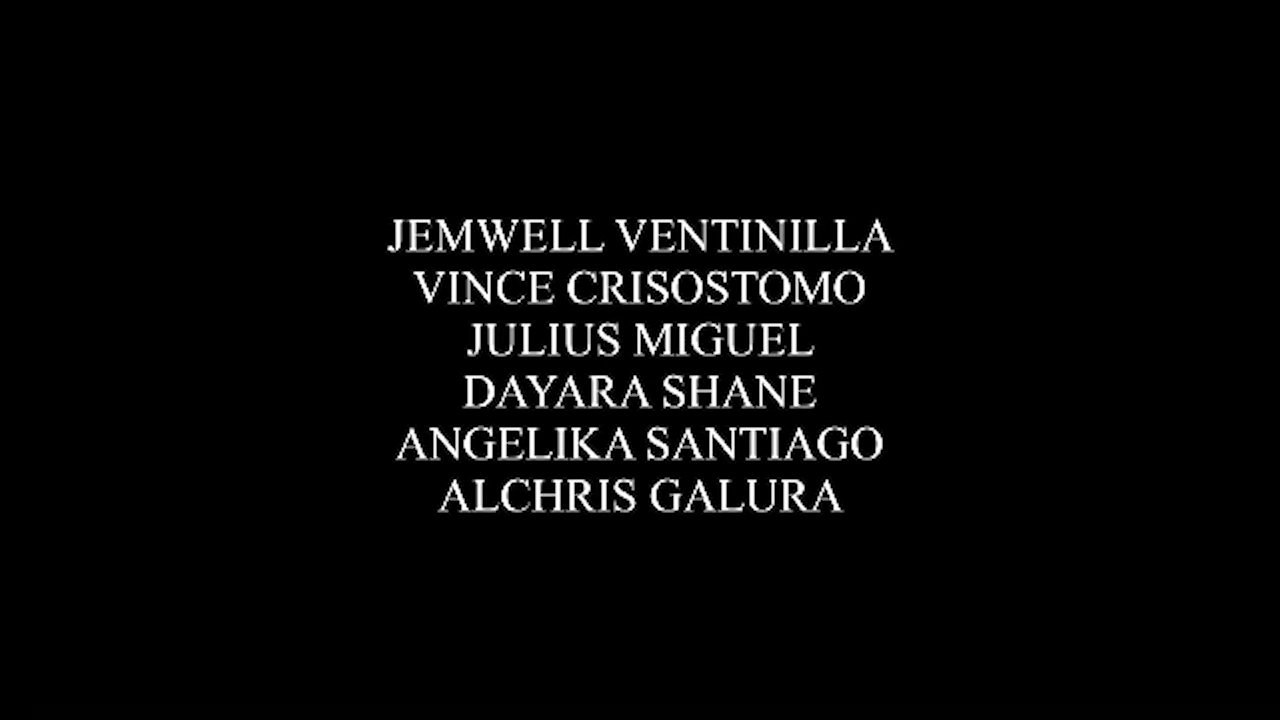 JEMWELL VENTINILLA
VINCE CRISOSTOMO
JULIUS MIGUEL
DAYARA SHANE
ANGELIKA SANTIAGO
ALCHRIS GALURA